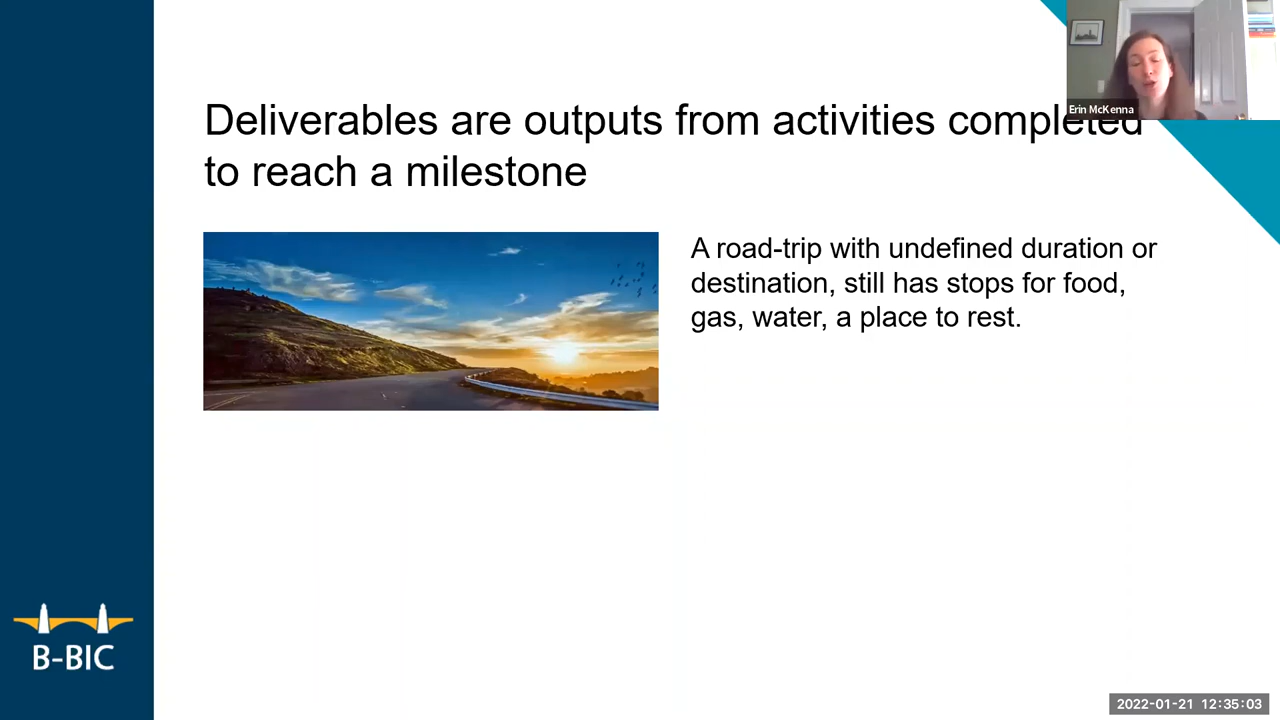 Erin McKenna
Deliverables are outputs from activities completed
to reach a milestone
A road-trip with undefined duration or
destination, still has stops for food,
gas, water, a place to rest.
B-BIC
2022-01-21 12:35:03